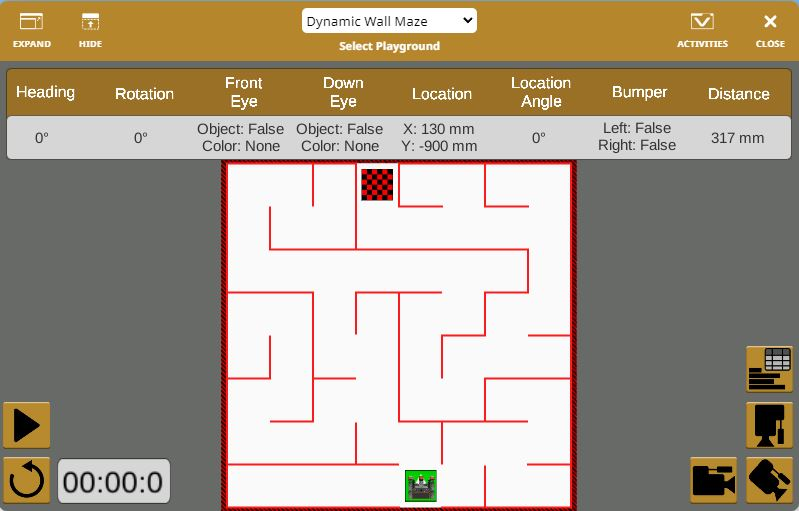 Dynamic Wall Maze
EXPAND
HIDE
Select Playground
ACTIVITIES
CLOSE
Heading
Rotation
Front
Eye
Down
Eye
Location
Location
Angle
Bumper
Distance
0°
0°
Object: False
Color: None
Object: False
Color: None
X: 130 mm
Y: -900 mm
0°
Left: False
Right: False
317 mm
00:00:0